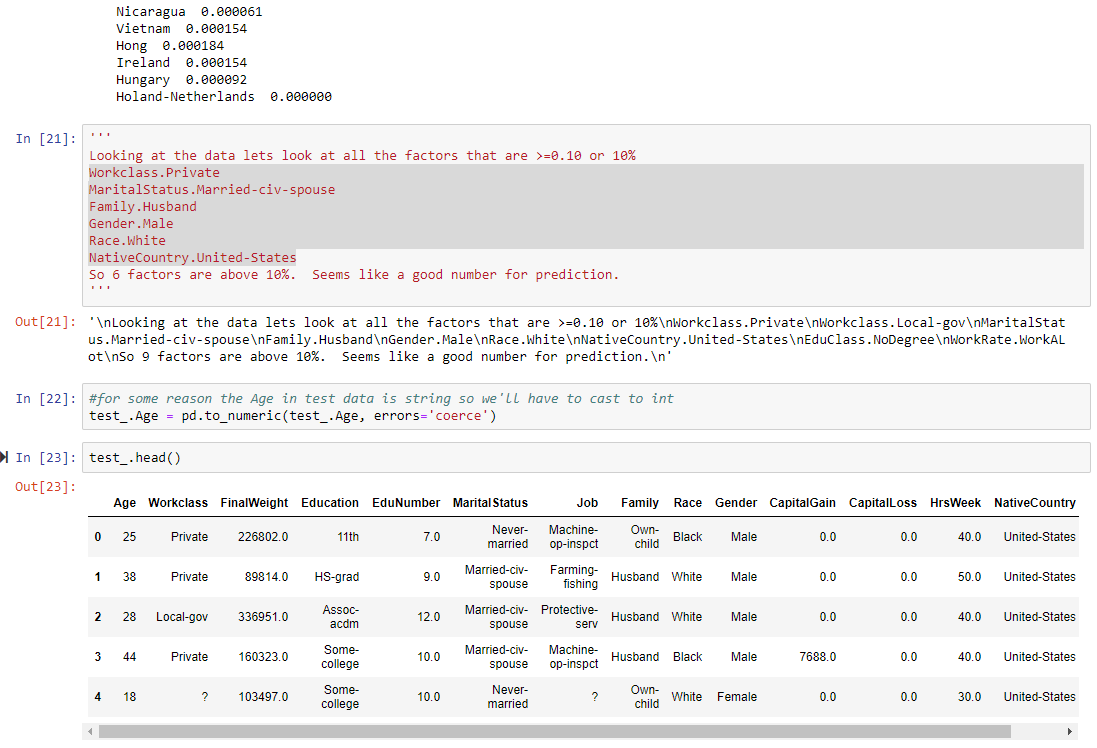 Nicaragua  0.000061
Vietnam  0.000154
Hong  0.000184
Ireland  0.000154
Hungary  0.000092
Holand-Netherlands  0.000000
In [21]:
'''
Looking at the data lets look at all the factors that are >=0.10 or 10%
Workclass.Private
MaritalStatus.Married-civ-spouse
Family.Husband
Gender.Male
Race.White
NativeCountry.United-States
So 6 factors are above 10%.  Seems like a good number for prediction.
'''
Out[21]:
'\nLooking at the data lets look at all the factors that are >=0.10 or 10%\nWorkclass.Private\nWorkclass.Local-gov\nMaritalStat
us.Married-civ-spouse\nFamily.Husband\nGender.Male\nRace.White\nNativeCountry.United-States\nEduClass.NoDegree\nWorkRate.WorkAL
ot\nSo 9 factors are above 10%.  Seems like a good number for prediction.\n'
In [22]:
#for some reason the Age in test data is string so we'll have to cast to int
test_.Age = pd.to_numeric(test_.Age, errors='coerce')
In [23]:
test_.head()
Out[23]:
Age Workclass FinalWeight Education EduNumber MaritalStatus Job Family Race Gender CapitalGain CapitalLoss HrsWeek NativeCountry
0 25 Private 226802.0 11th 7.0 Never-married Machine-op-inspct Own-child Black Male 0.0 0.0 40.0 United-States
1 38 Private 89814.0 HS-grad 9.0 Married-civ-spouse Farming-fishing Husband White Male 0.0 0.0 50.0 United-States
2 28 Local-gov 336951.0 Assoc-acdm 12.0 Married-civ-spouse Protective-serv Husband White Male 0.0 0.0 40.0 United-States
3 44 Private 160323.0 Some-college 10.0 Married-civ-spouse Machine-op-inspct Husband Black Male 7688.0 0.0 40.0 United-States
4 18 ? 103497.0 Some-college 10.0 Never-married ? Own-child White Female 0.0 0.0 30.0 United-States